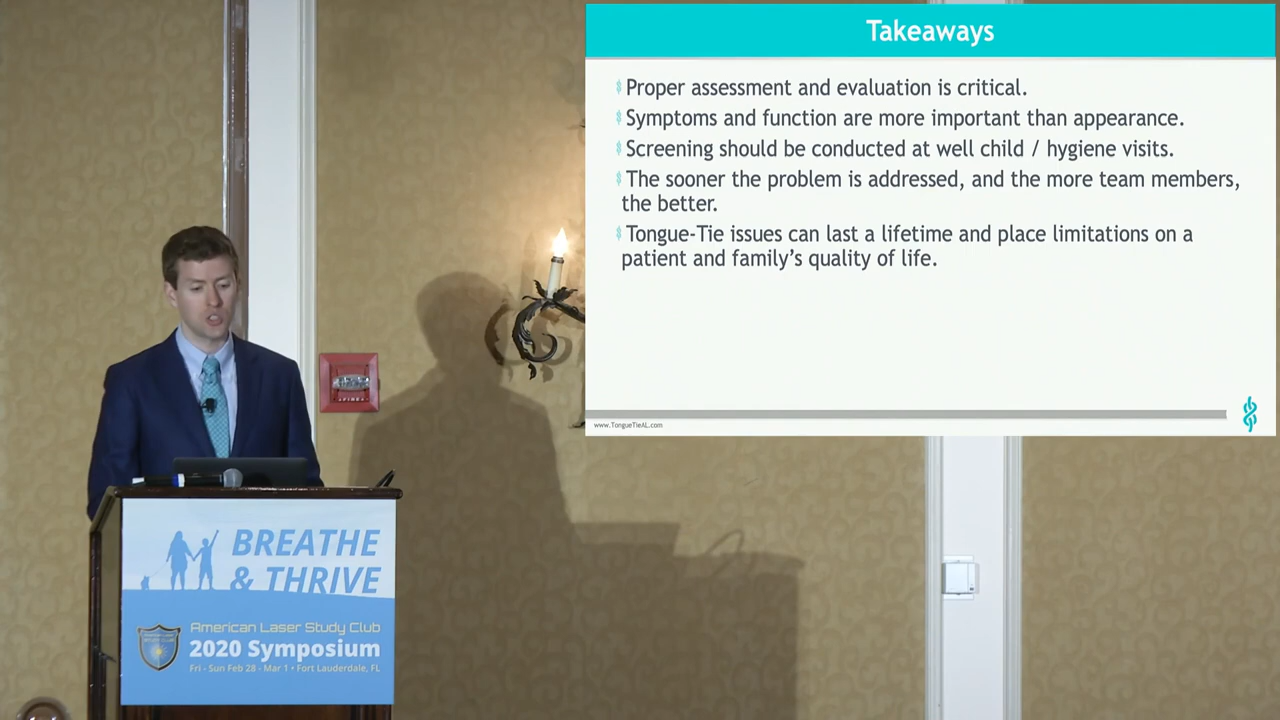 Takeaways
Proper assessment and evaluation is critical.
Symptoms and function are more important than appearance.
Screening should be conducted at well child / hygiene visits.
The sooner the problem is addressed, and the more team members,
the better.
Tongue-Tie issues can last a lifetime and place limitations on a
patient and family's quality of life.
www.TongueTieAL.com
FIRE
BREATHE
& THRIVE
American Laser Study Club
2020 Symposium
Fri - Sun Feb 28 - Mar 1 • Fort Lauderdale, FL